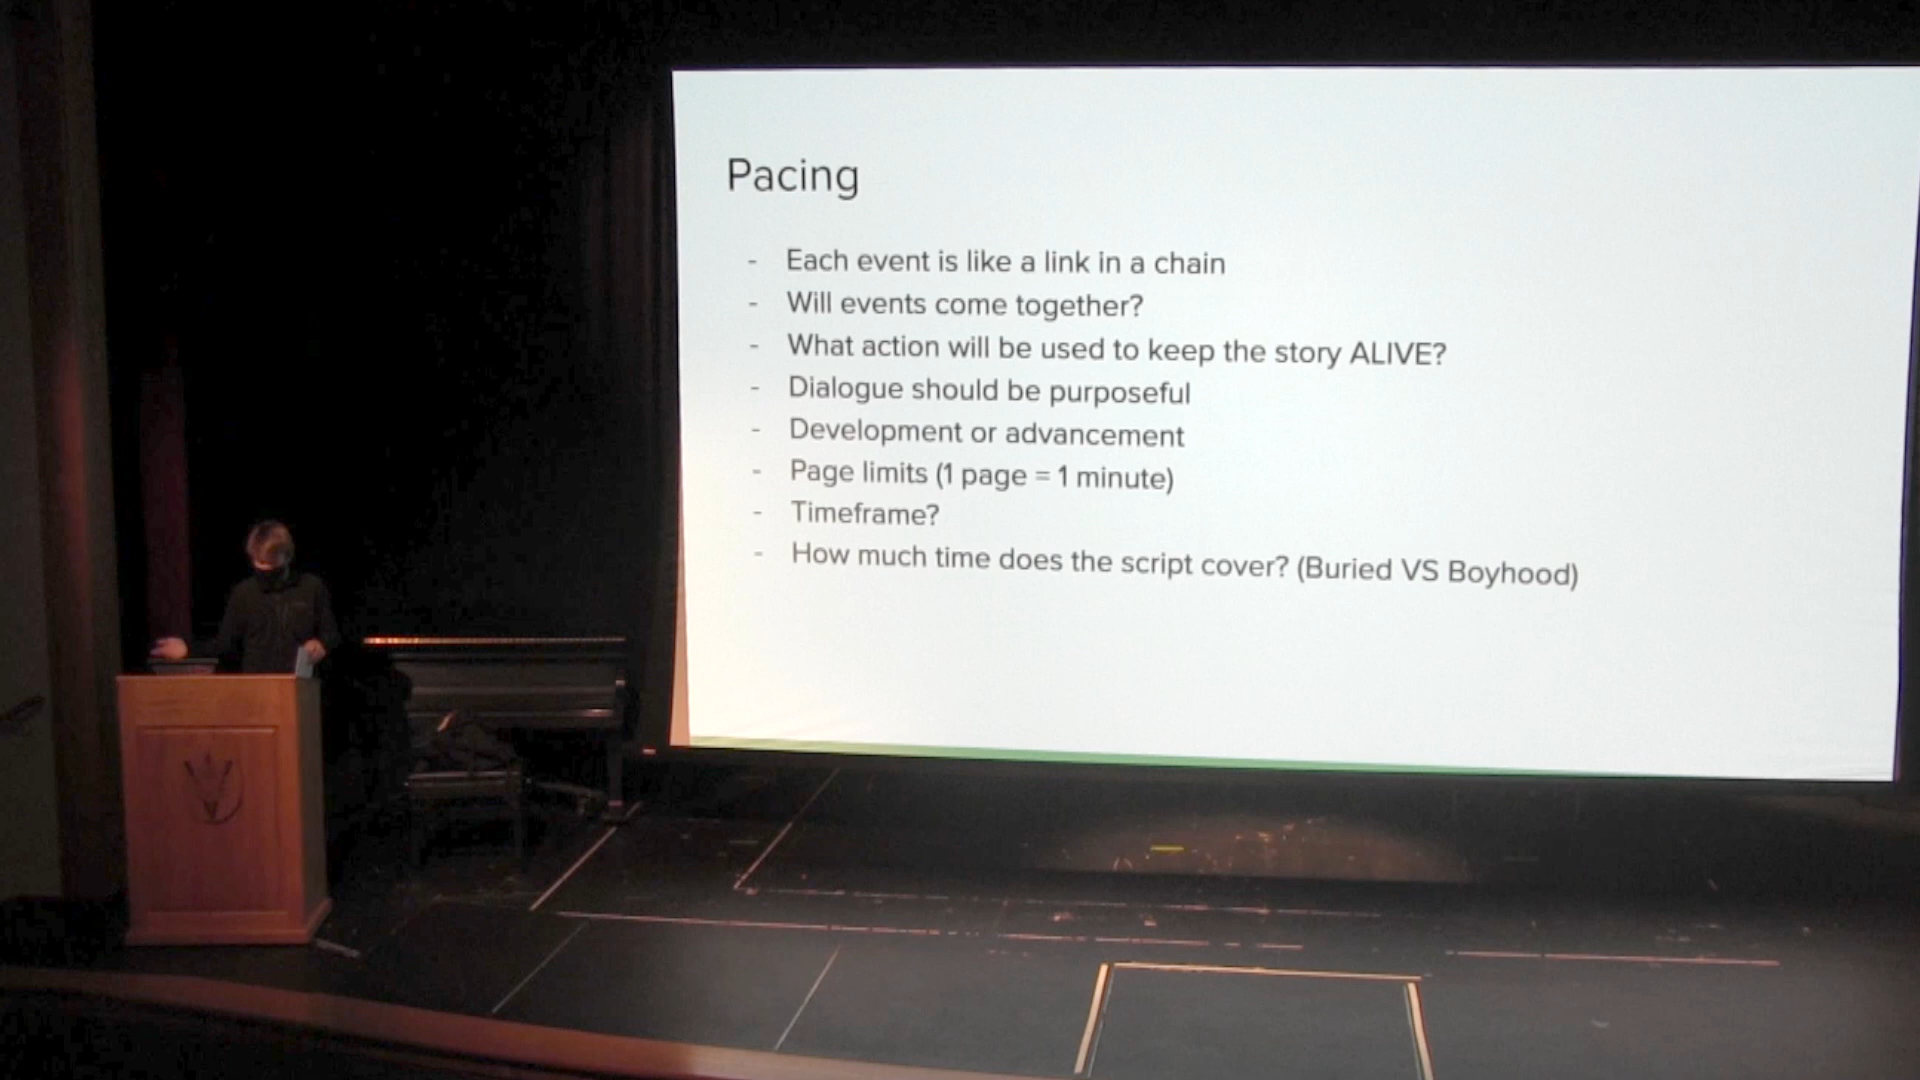 Pacing
- Each event is like a link in a chain
- Will events come together?
- What action will be used to keep the story ALIVE?
- Dialogue should be purposeful
- Development or advancement
- Page limits (1 page = 1 minute)
- Timeframe?
- How much time does the script cover? (Buried VS Boyhood)